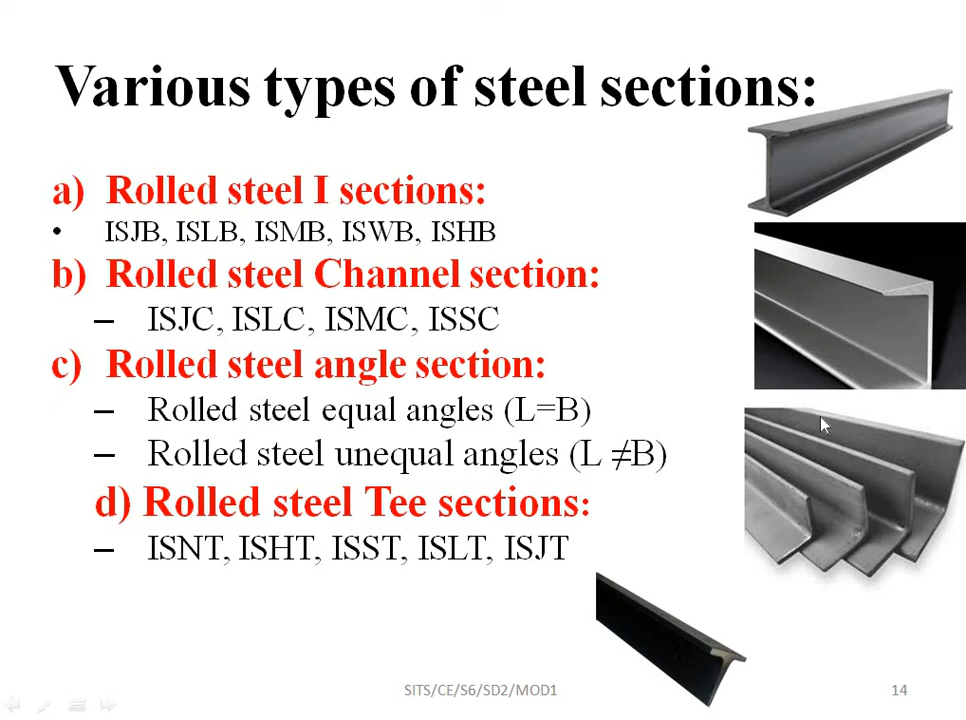 Various types of steel sections:
a) Rolled steel I sections:
• ISJB, ISLB, ISMB, ISWB, ISHB
b) Rolled steel Channel section:
– ISJC, ISLC, ISMC, ISSC
c) Rolled steel angle section:
– Rolled steel equal angles (L=B)
– Rolled steel unequal angles (L ≠B)
d) Rolled steel Tee sections:
– ISNT, ISHT, ISST, ISLT, ISJT
SITS/CE/S6/SD2/MOD1
14